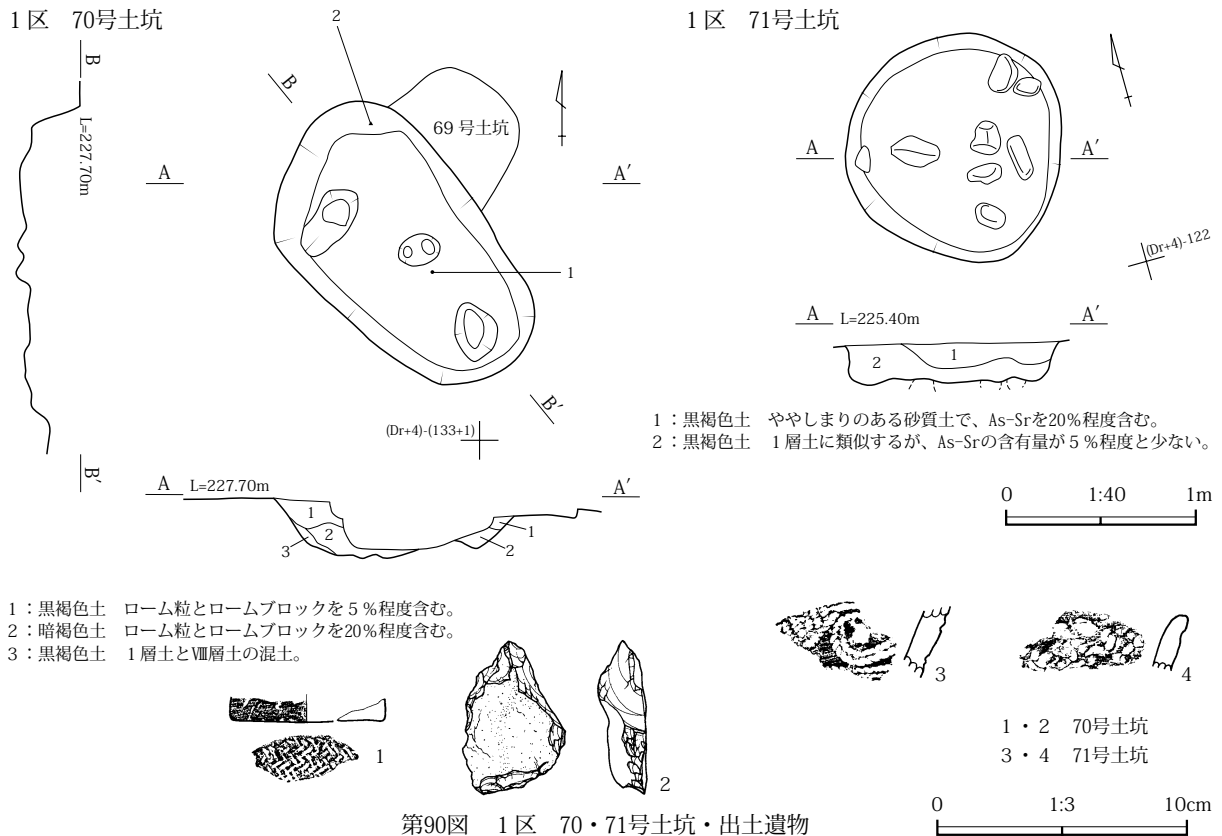 1区　70号土坑
2
B
L=227.70m
B
69号土坑
A
A′
1
B′
(Dr+4)-(133+1)
B′
A
L=227.70m
A′
1
2
3
1
2
1：黒褐色土　ローム粒とロームブロックを5％程度含む。
2：暗褐色土　ローム粒とロームブロックを20％程度含む。
3：黒褐色土　1層土とⅧ層土の混土。
1区　71号土坑
A
A′
(Dr+4)-122
A
L=225.40m
A′
2
1
1：黒褐色土　ややしまりのある砂質土で、As-Srを20％程度含む。
2：黒褐色土　1層土に類似するが、As-Srの含有量が5％程度と少ない。
0
1:40
1m
1
2
3
4
1・2　70号土坑
3・4　71号土坑
0
1:3
10cm
第90図　1区　70・71号土坑・出土遺物